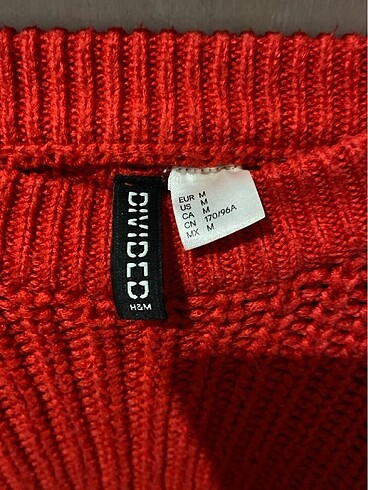 DIVIDED
H&M
EUR M
US M
CA M
CN 170/96A
MX M